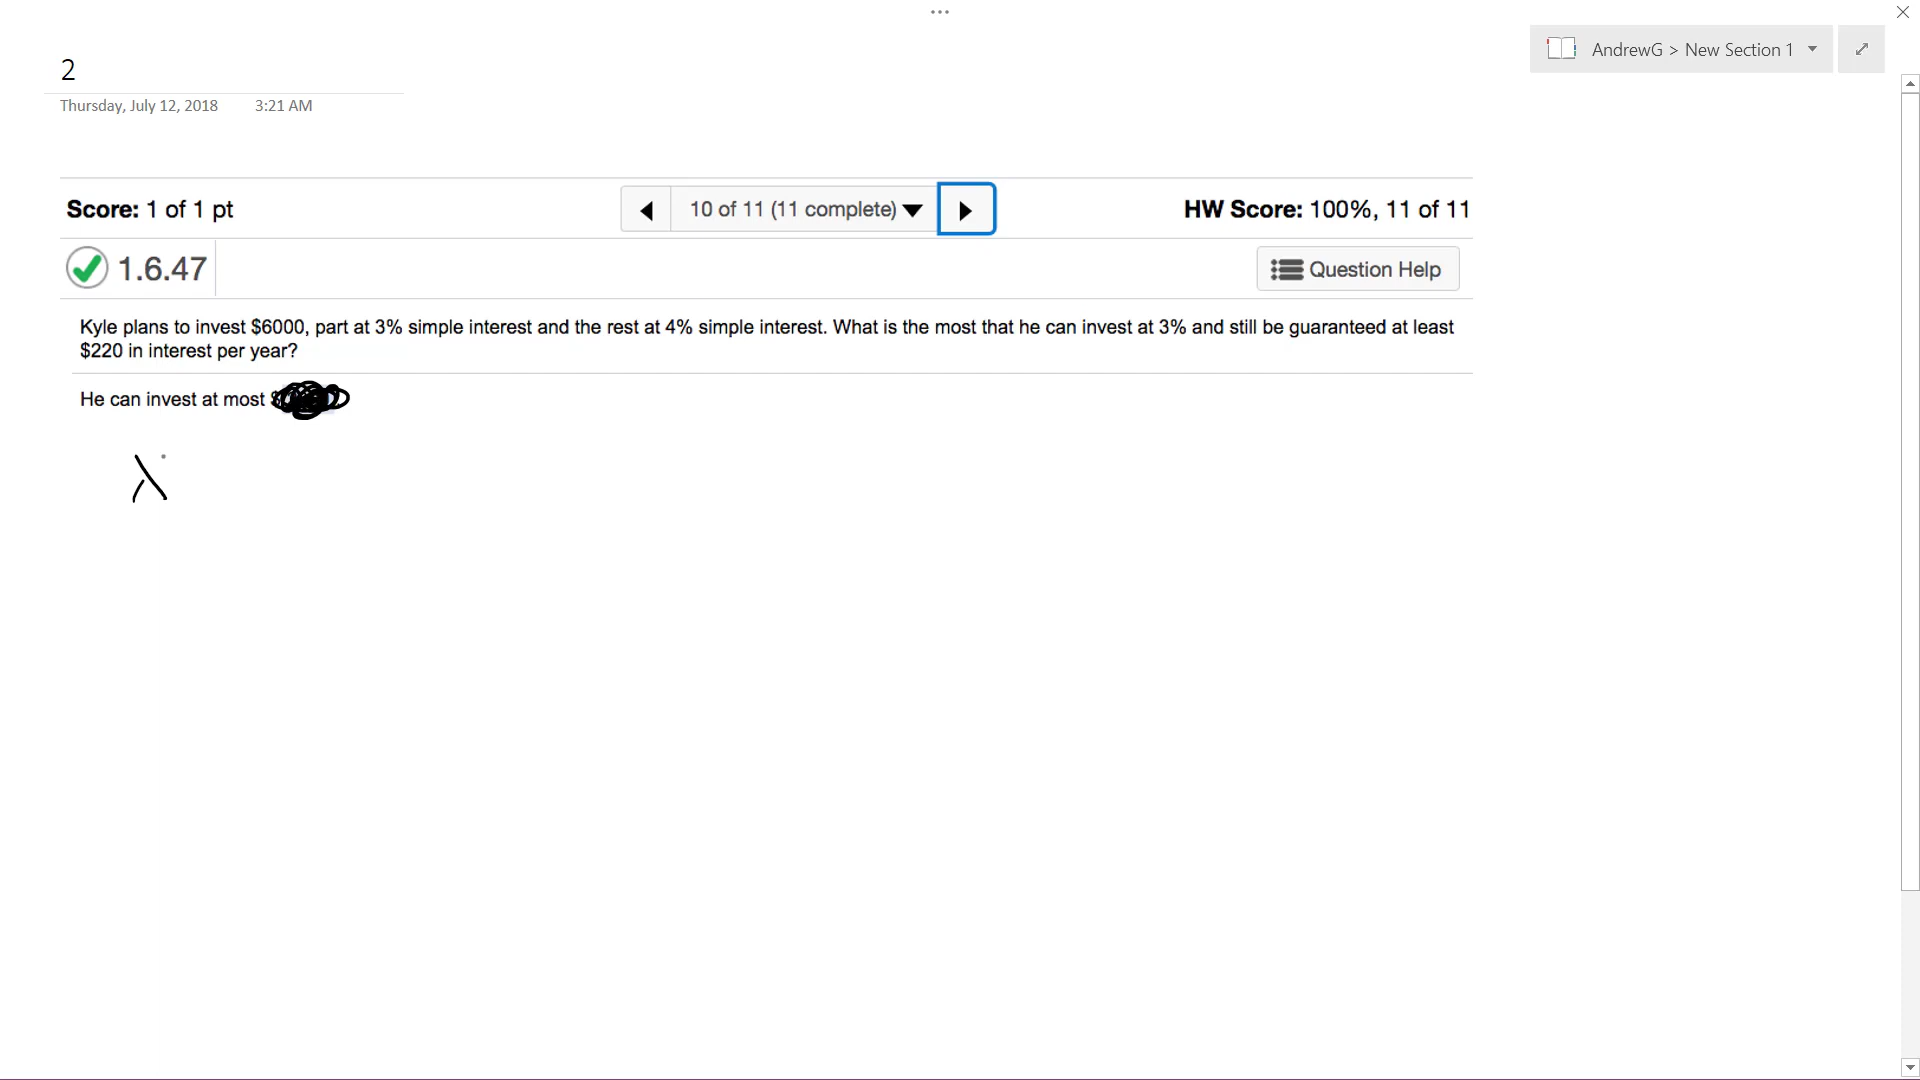 AndrewG > New Section 1
2
Thursday, July 12, 2018 3:21 AM
Score: 1 of 1 pt
10 of 11 (11 complete)
HW Score: 100%, 11 of 11
1.6.47
Question Help
Kyle plans to invest $6000, part at 3% simple interest and the rest at 4% simple interest. What is the most that he can invest at 3% and still be guaranteed at least
$220 in interest per year?
He can invest at most